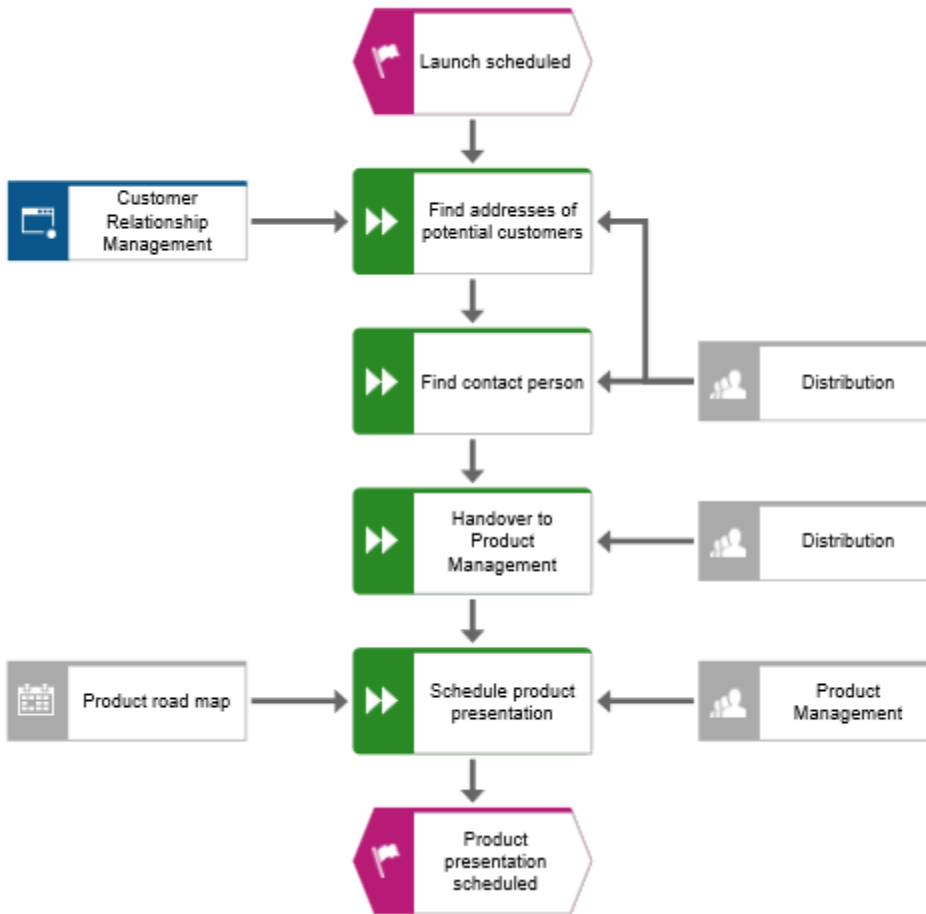 Launch scheduled
Customer
Relationship
Management
Find addresses of
potential customers
Find contact person
Distribution
Handover to
Product
Management
Distribution
Product road map
Schedule product
presentation
Product
Management
Product
presentation
scheduled